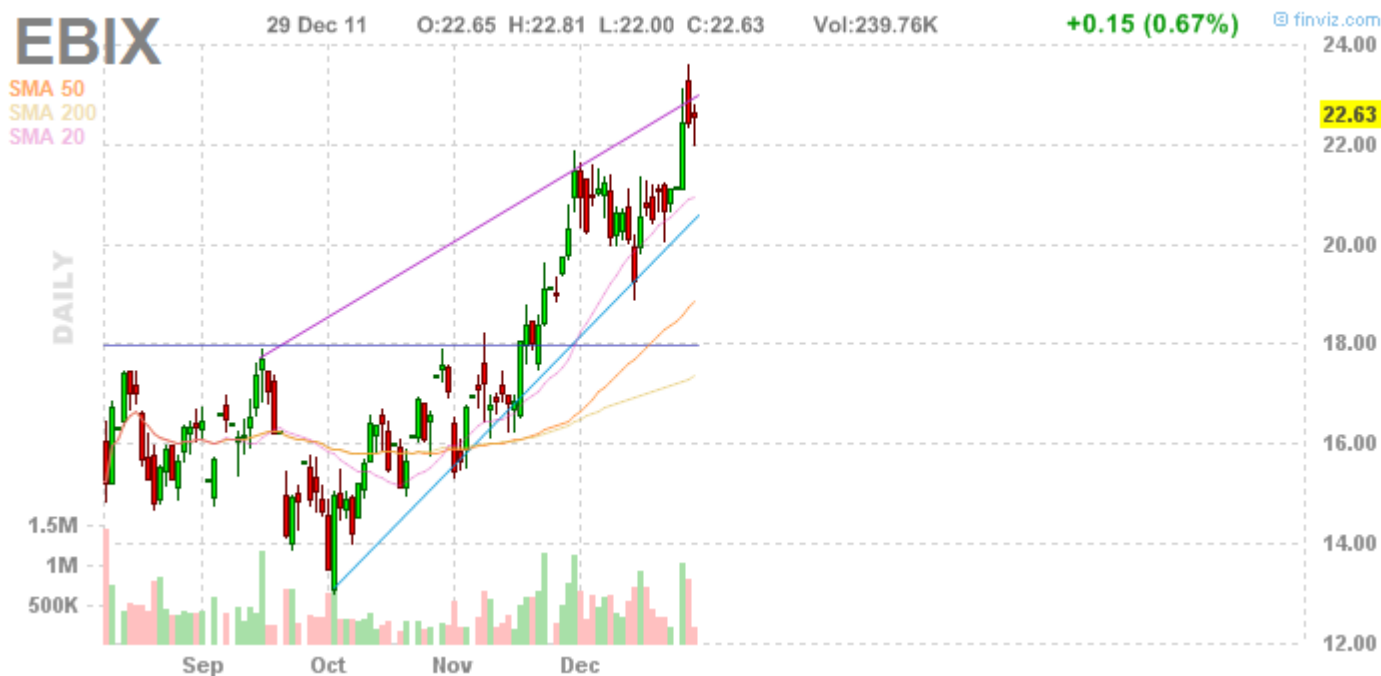 EBIX 29 Dec 11 O:22.65 H:22.81 L:22.00 C:22.63 Vol:239.76K +0.15 (0.67%) © finviz.com
24.00
SMA 50
SMA 200
SMA 20
22.63
22.00
20.00
DAILY
18.00
16.00
1.5M
14.00
1M
500K
12.00
Sep Oct Nov Dec